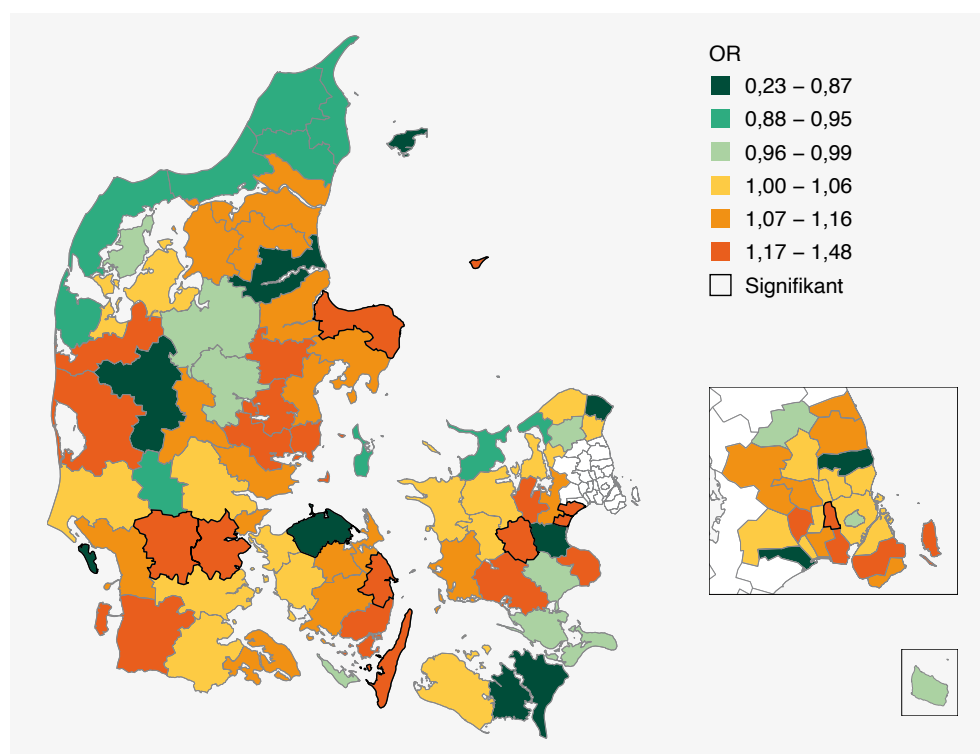 OR
0,23 – 0,87
0,88 – 0,95
0,96 – 0,99
1,00 – 1,06
1,07 – 1,16
1,17 – 1,48
Signifikant